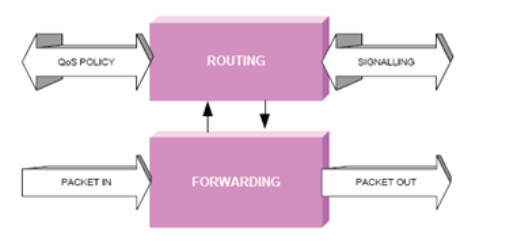 QoS POLICY
ROUTING
SIGNALLING
PACKET IN
FORWARDING
PACKET OUT